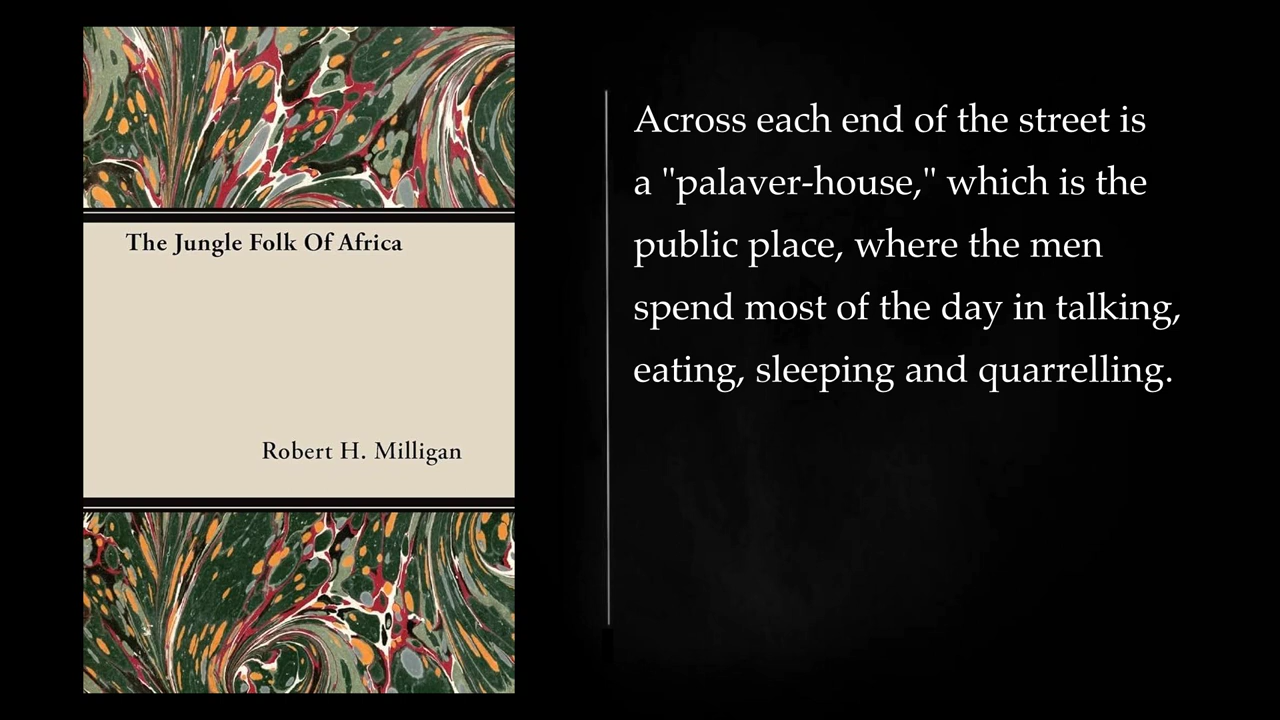 The Jungle Folk Of Africa
Robert H. Milligan
Across each end of the street is
a "palaver-house," which is the
public place, where the men
spend most of the day in talking,
eating, sleeping and quarrelling.